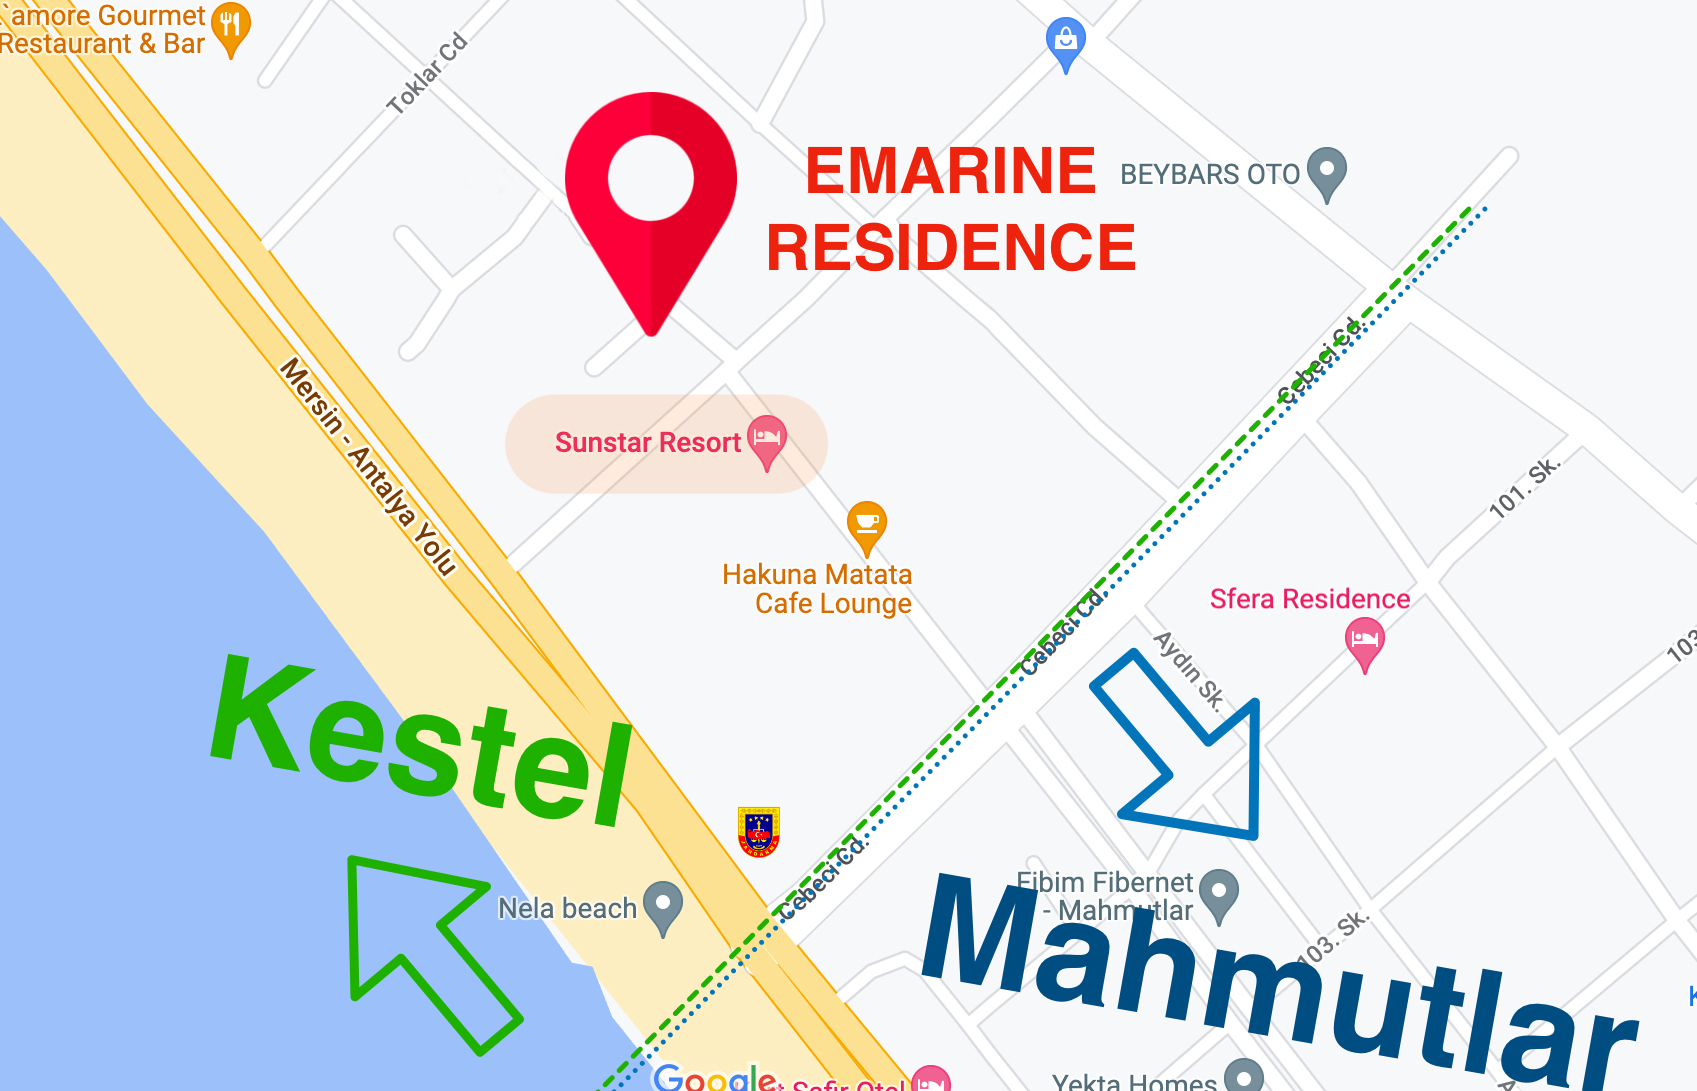 `amore Gourmet
Restaurant & Bar
Toklar Cd
EMARINE
RESIDENCE
BEYBARS OTO
Cebeci Cd.
Mersin - Antalya Yolu
Sunstar Resort
101. Sk.
Hakuna Matata
Cafe Lounge
Sfera Residence
Cebeci Cd.
Aydın Sk.
103
Kestel
Cebeci Cd.
Nela beach
Fibim Fibernet
- Mahmutlar
103. Sk.
Mahmutlar
K
Google
t Safir Otel
Yekta Homes
A